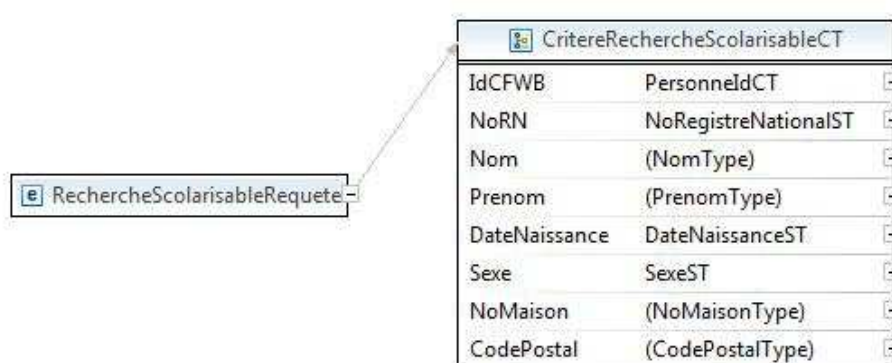 CritereRechercheScolarisableCT
IdCFWB PersonneIdCT
NoRN NoRegistreNationalST
Nom (NomType)
RechercheScolarisableRequete
Prenom (PrenomType)
DateNaissance DateNaissanceST
Sexe SexeST
NoMaison (NoMaisonType)
CodePostal (CodePostalType)